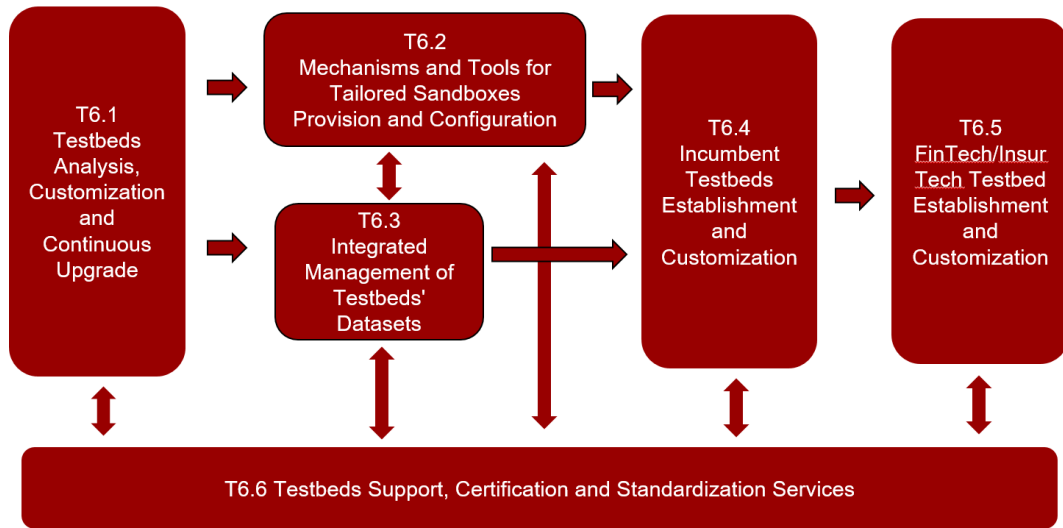 T6.1
Testbeds
Analysis,
Customization
and
Continuous
Upgrade
T6.2
Mechanisms and Tools for
Tailored Sandboxes
Provision and Configuration
T6.3
Integrated
Management of
Testbeds'
Datasets
T6.4
Incumbent
Testbeds
Establishment
and
Customization
T6.5
FinTech/Insur
Tech Testbed
Establishment
and
Customization
T6.6 Testbeds Support, Certification and Standardization Services